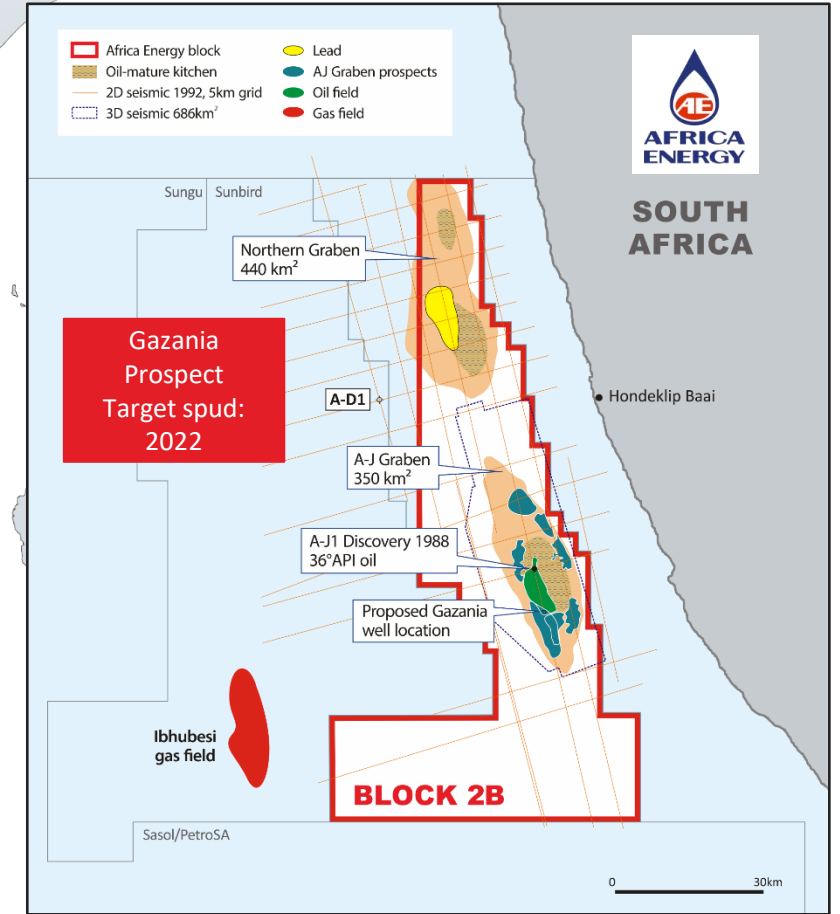 Africa Energy block
Oil-mature kitchen
2D seismic 1992, 5km grid
3D seismic 686km²
Lead
AJ Graben prospects
Oil field
Gas field
AE
AFRICA
ENERGY
SOUTH
AFRICA
Sungu
Sunbird
Northern Graben
440 km²
Gazania
Prospect
Target spud:
2022
A-D1
Hondeklip Baai
A-J Graben
350 km²
A-J1 Discovery 1988
36°API oil
Proposed Gazania
well location
Ibhubesi
gas field
BLOCK 2B
Sasol/PetroSA
0 30km